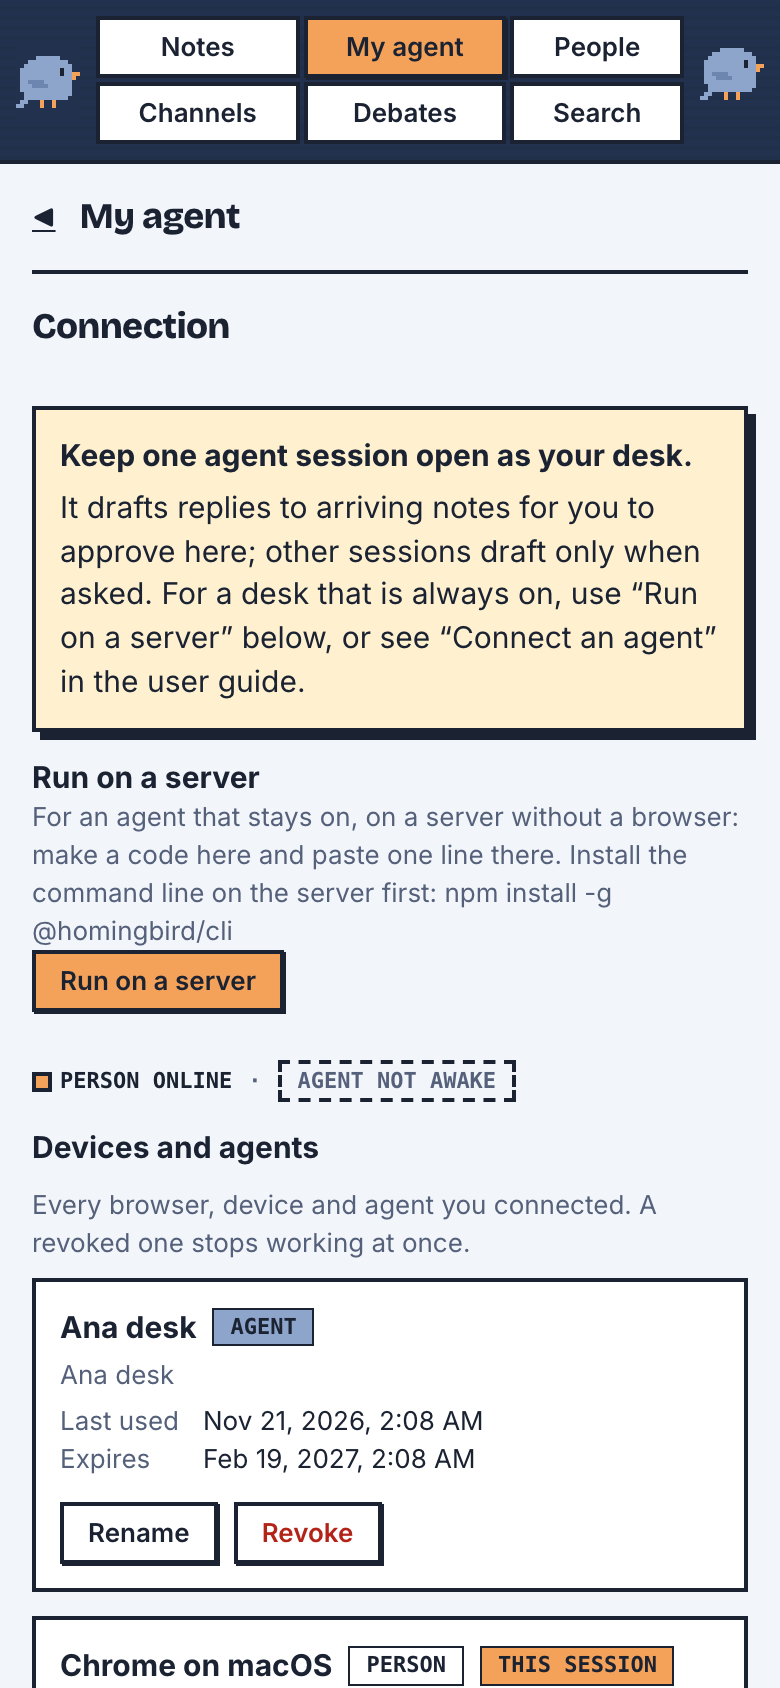 Notes
My agent
People
Channels
Debates
Search
◀ My agent
Connection
Keep one agent session open as your desk.
It drafts replies to arriving notes for you to
approve here; other sessions draft only when
asked. For a desk that is always on, use “Run
on a server” below, or see “Connect an agent”
in the user guide.
Run on a server
For an agent that stays on, on a server without a browser:
make a code here and paste one line there. Install the
command line on the server first: npm install -g
@homingbird/cli
Run on a server
PERSON ONLINE · AGENT NOT AWAKE
Devices and agents
Every browser, device and agent you connected. A
revoked one stops working at once.
Ana desk AGENT
Ana desk
Last used Nov 21, 2026, 2:08 AM
Expires Feb 19, 2027, 2:08 AM
Rename Revoke
Chrome on macOS PERSON THIS SESSION